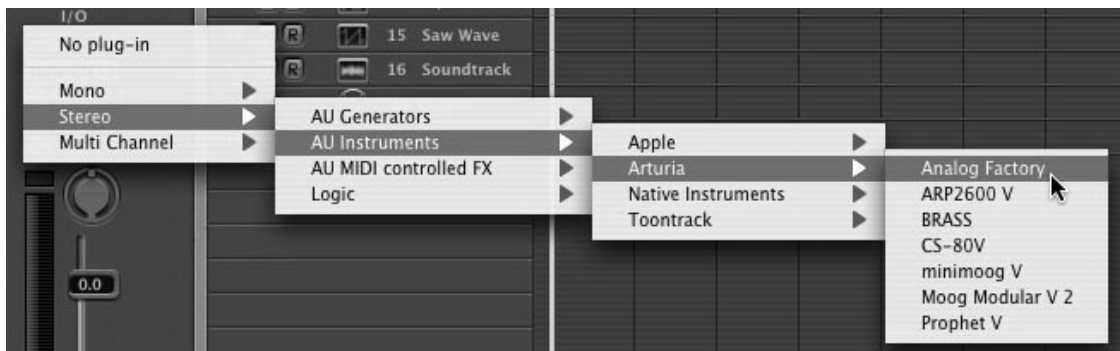 I/O
No plug-in
Mono
Stereo
Multi Channel
R
15 Saw Wave
R
16 Soundtrack
AU Generators
AU Instruments
AU MIDI controlled FX
Logic
Apple
Arturia
Native Instruments
Toontrack
Analog Factory
ARP2600 V
BRASS
CS-80V
minimoog V
Moog Modular V 2
Prophet V
0.0